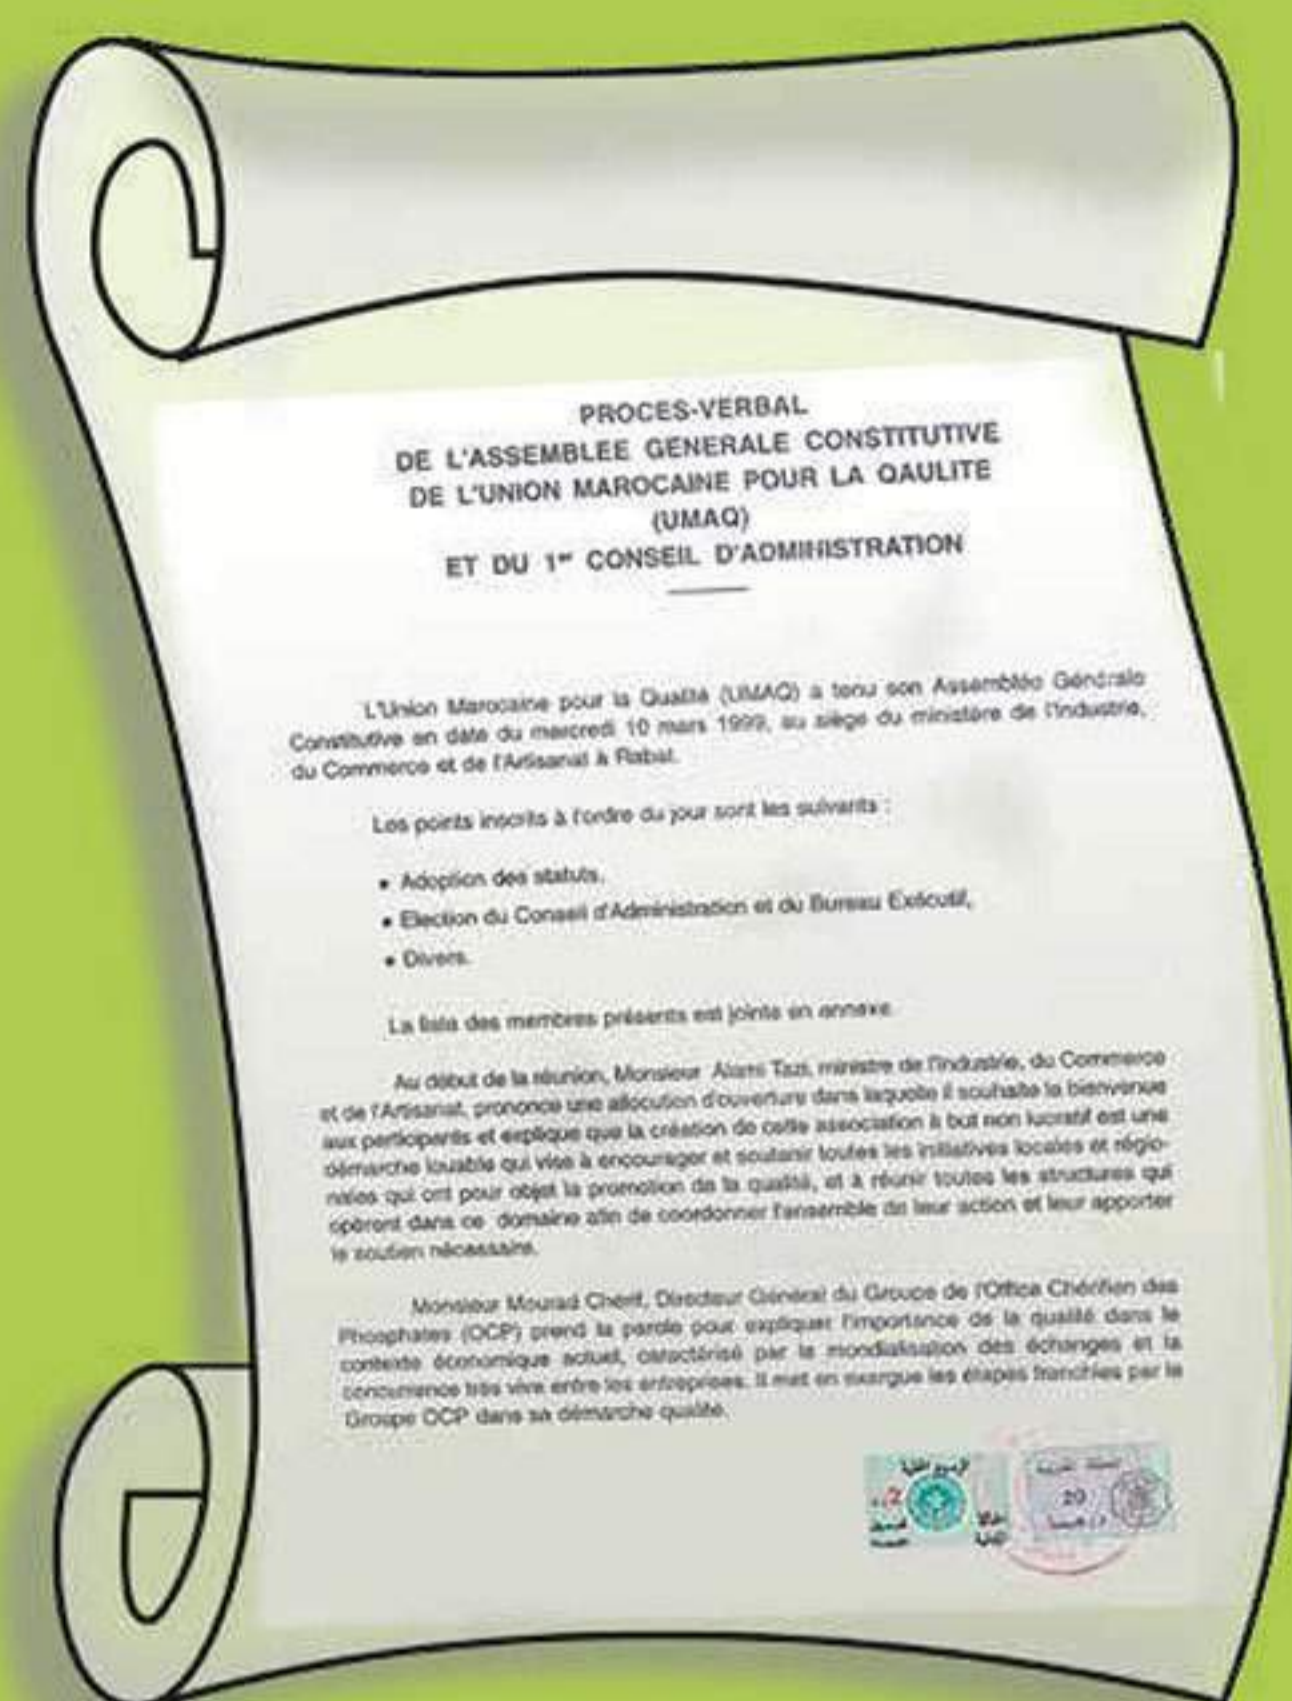 PROCES-VERBAL
DE L'ASSEMBLEE GENERALE CONSTITUTIVE
DE L'UNION MAROCAINE POUR LA QAULITE
(UMAQ)
ET DU 1er CONSEIL D'ADMINISTRATION
L'Union Marocaine pour la Qualité (UMAQ) a tenu son Assemblée Générale
Constitutive en date du mercredi 10 mars 1999, au siège du ministère de l'Industrie,
du Commerce et de l'Artisanat à Rabat.
Les points inscrits à l'ordre du jour sont les suivants :
• Adoption des statuts,
• Election du Conseil d'Administration et du Bureau Exécutif,
• Divers.
La liste des membres présents est jointe en annexe.
Au début de la réunion, Monsieur Alami Tazi, ministre de l'Industrie, du Commerce
et de l'Artisanat, prononce une allocution d'ouverture dans laquelle il souhaite la bienvenue
aux participants et explique que la création de cette association à but non lucratif est une
démarche louable qui vise à encourager et soutenir toutes les initiatives locales et régio-
nales qui ont pour objet la promotion de la qualité, et à réunir toutes les structures qui
opèrent dans ce domaine afin de coordonner l'ensemble de leur action et leur apporter
le soutien nécessaire.
Monsieur Mourad Cherif, Directeur Général du Groupe de l'Office Chérifien des
Phosphates (OCP) prend la parole pour expliquer l'importance de la qualité dans le
contexte économique actuel, caractérisé par la mondialisation des échanges et la
concurrence très vive entre les entreprises. Il met en exergue les étapes franchies par le
Groupe OCP dans sa démarche qualité.
20